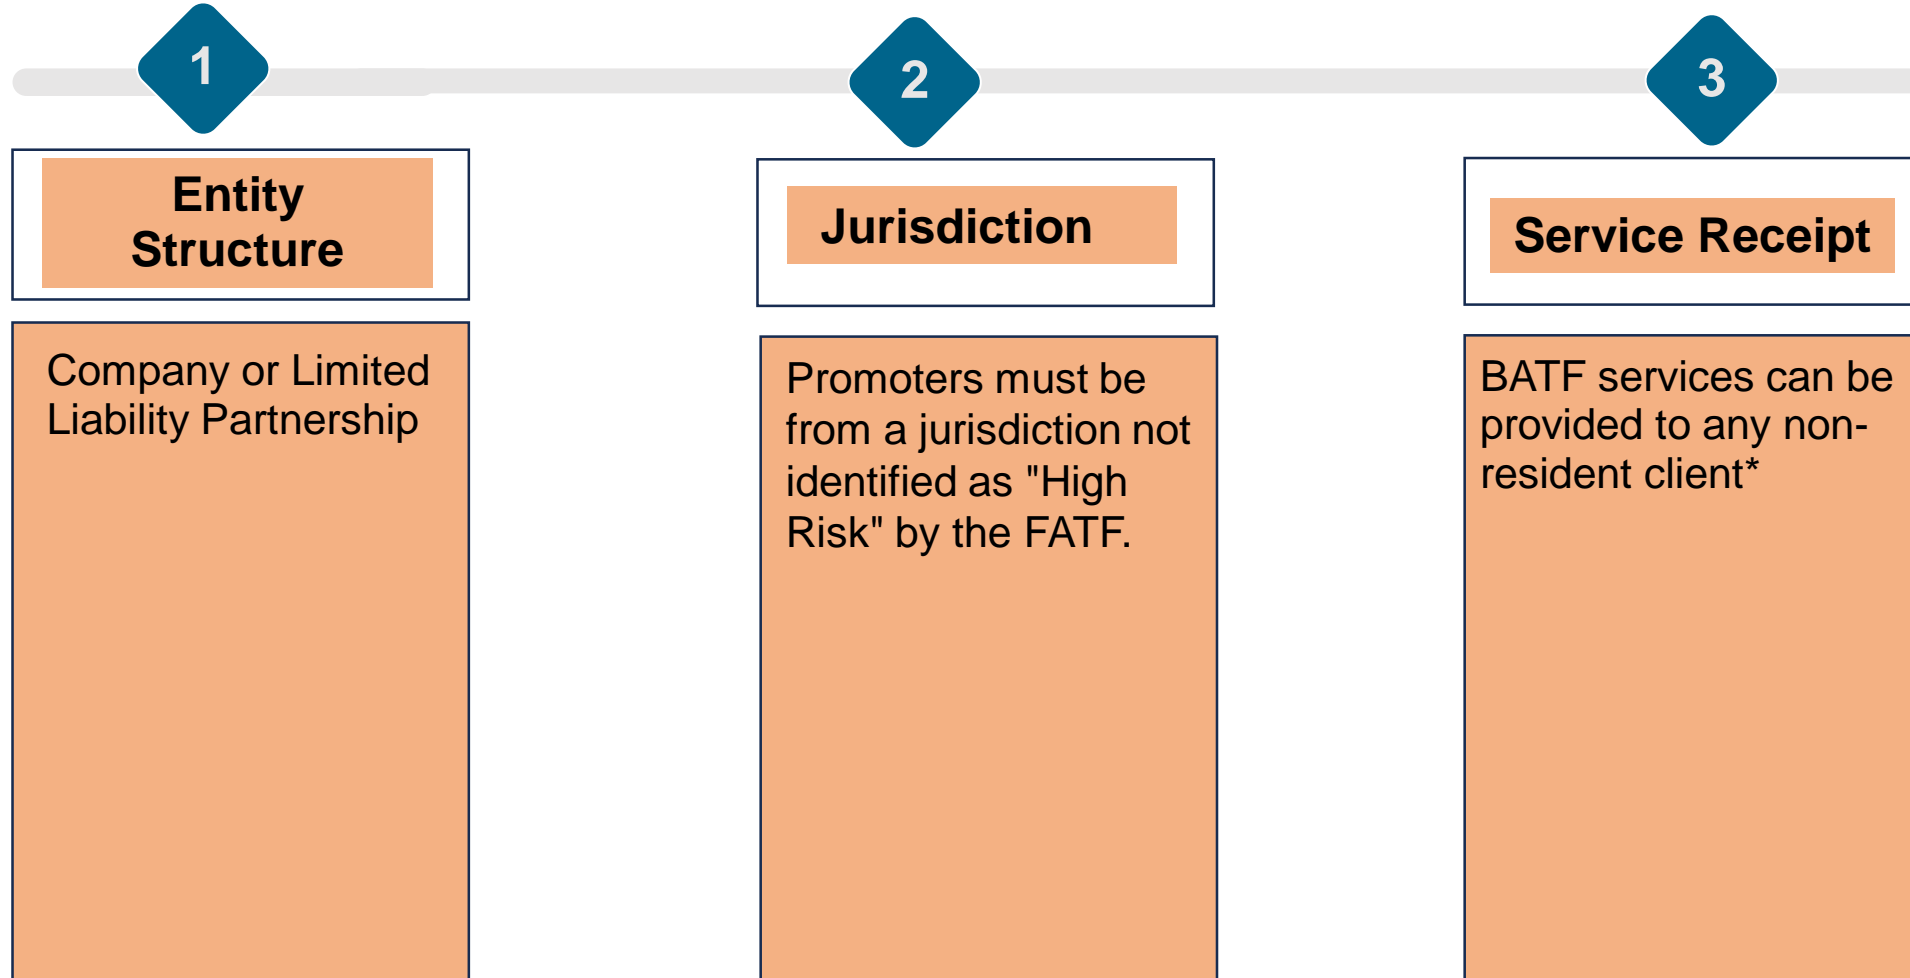 1
Entity
Structure
Company or Limited
Liability Partnership
2
Jurisdiction
Promoters must be
from a jurisdiction not
identified as "High
Risk" by the FATF.
3
Service Receipt
BATF services can be
provided to any non-
resident client*